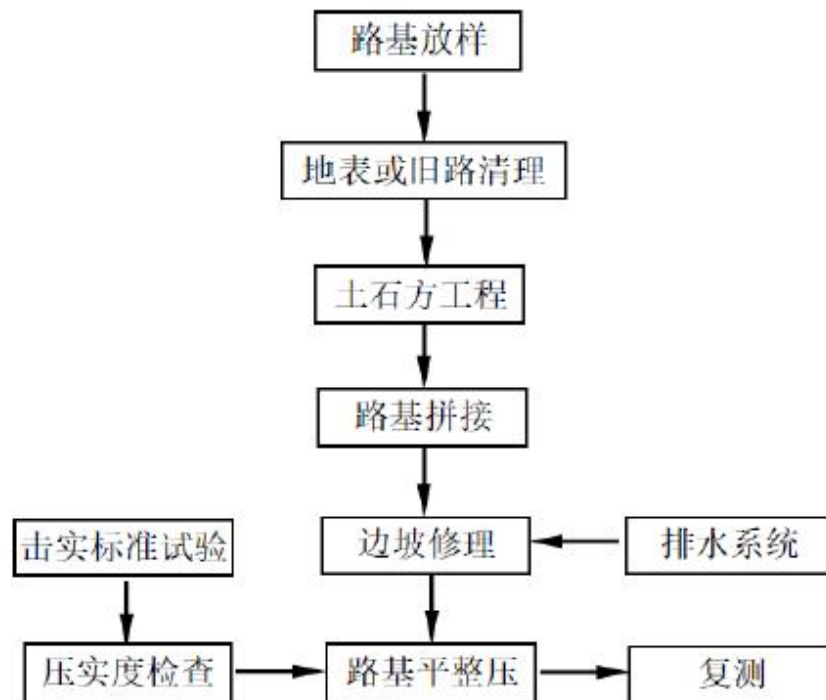 路基放样
地表或旧路清理
土石方工程
路基拼接
击实标准试验
边坡修理
排水系统
压实度检查
路基平整压
复测